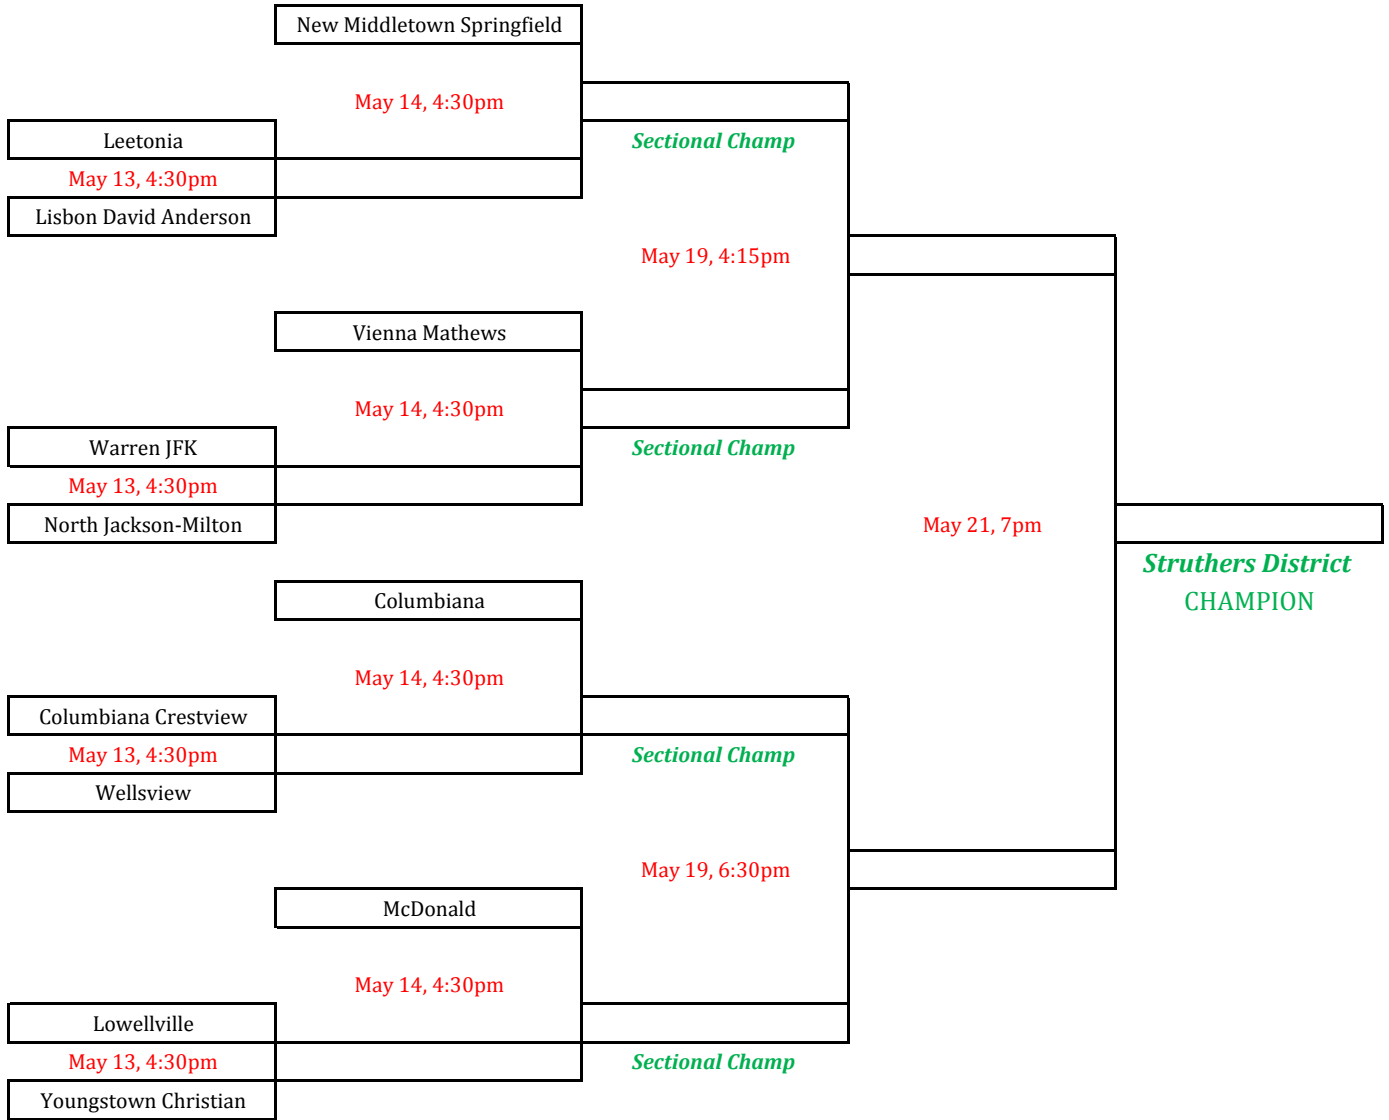 New Middletown Springfield
May 14, 4:30pm
Leetonia
Sectional Champ
May 13, 4:30pm
Lisbon David Anderson
May 19, 4:15pm
Vienna Mathews
May 14, 4:30pm
Warren JFK
Sectional Champ
May 13, 4:30pm
North Jackson-Milton
May 21, 7pm
Struthers District
CHAMPION
Columbiana
May 14, 4:30pm
Columbiana Crestview
Sectional Champ
May 13, 4:30pm
Wellsview
May 19, 6:30pm
McDonald
May 14, 4:30pm
Lowellville
Sectional Champ
May 13, 4:30pm
Youngstown Christian